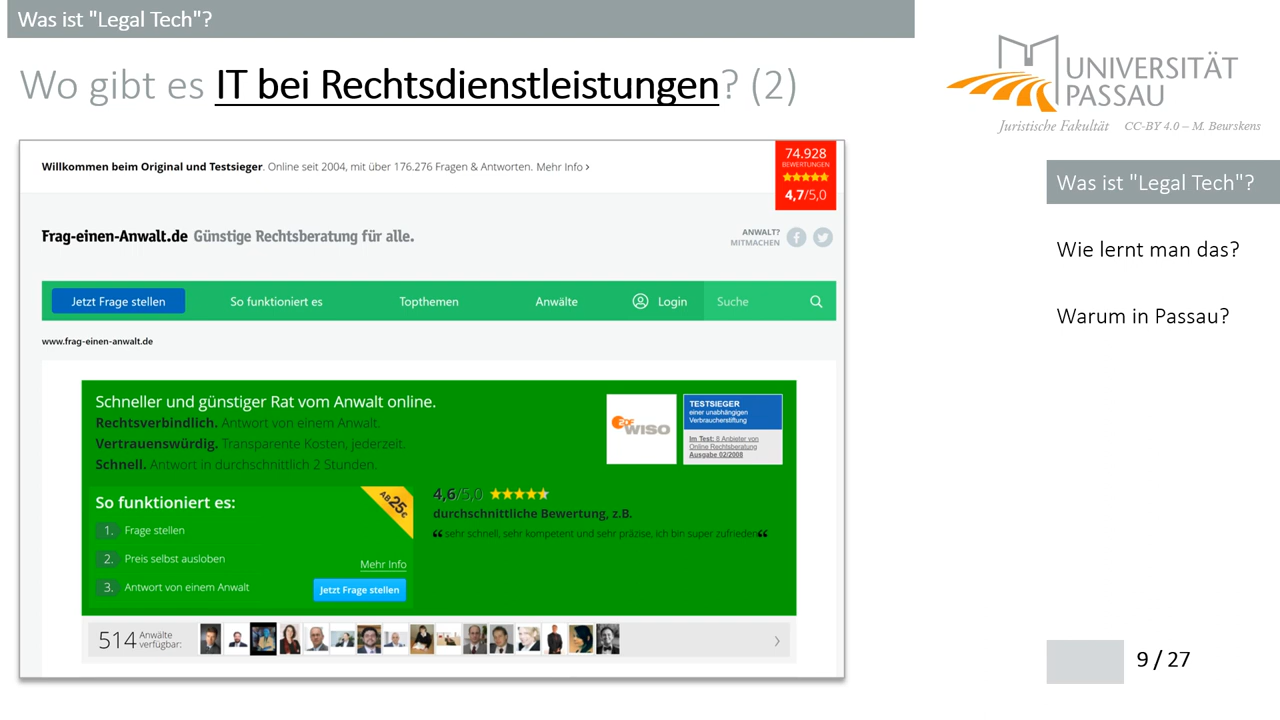 Was ist "Legal Tech"?
Wo gibt es IT bei Rechtsdienstleistungen? (2)
UNIVERSITÄT
PASSAU
Juristische Fakultät CC-BY 4.0 – M. Beurskens
Willkommen beim Original und Testsieger. Online seit 2004, mit über 176.276 Fragen & Antworten. Mehr Info >
74.928
BEWERTUNGEN
4,7/5,0
Frag-einen-Anwalt.de Günstige Rechtsberatung für alle.
ANWALT?
MITMACHEN
Jetzt Frage stellen So funktioniert es Topthemen Anwälte Login Suche
www.frag-einen-anwalt.de
Schneller und günstiger Rat vom Anwalt online.
Rechtsverbindlich. Antwort von einem Anwalt.
Vertrauenswürdig. Transparente Kosten, jederzeit.
Schnell. Antwort in durchschnittlich 2 Stunden.
ZDF
WISO
TESTSIEGER
einer unabhängigen
Verbraucherstiftung
Im Test: 8 Anbieter von
Online Rechtsberatung
Ausgabe 02/2008
So funktioniert es:
AB 25€
1. Frage stellen
2. Preis selbst ausloben
Mehr Info
3. Antwort von einem Anwalt
Jetzt Frage stellen
4,6/5,0
durchschnittliche Bewertung, z.B.
“ sehr schnell, sehr kompetent und sehr präzise, ich bin super zufrieden“
514 Anwälte
verfügbar:
Was ist "Legal Tech"?
Wie lernt man das?
Warum in Passau?
9 / 27